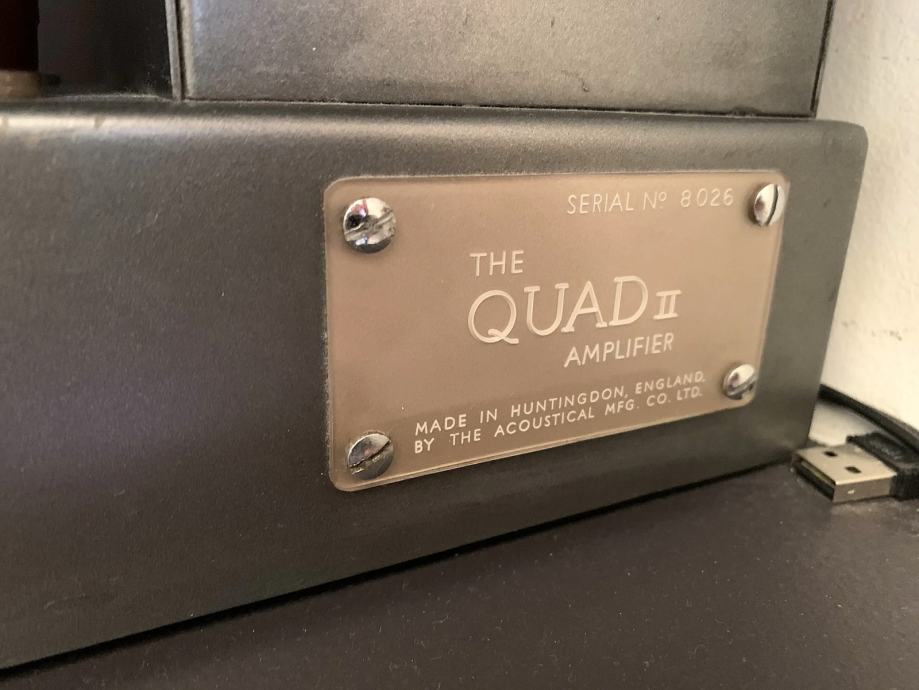 SERIAL Nº 8026
THE
QUAD II
AMPLIFIER
MADE IN HUNTINGDON, ENGLAND.
BY THE ACOUSTICAL MFG. CO. LTD.